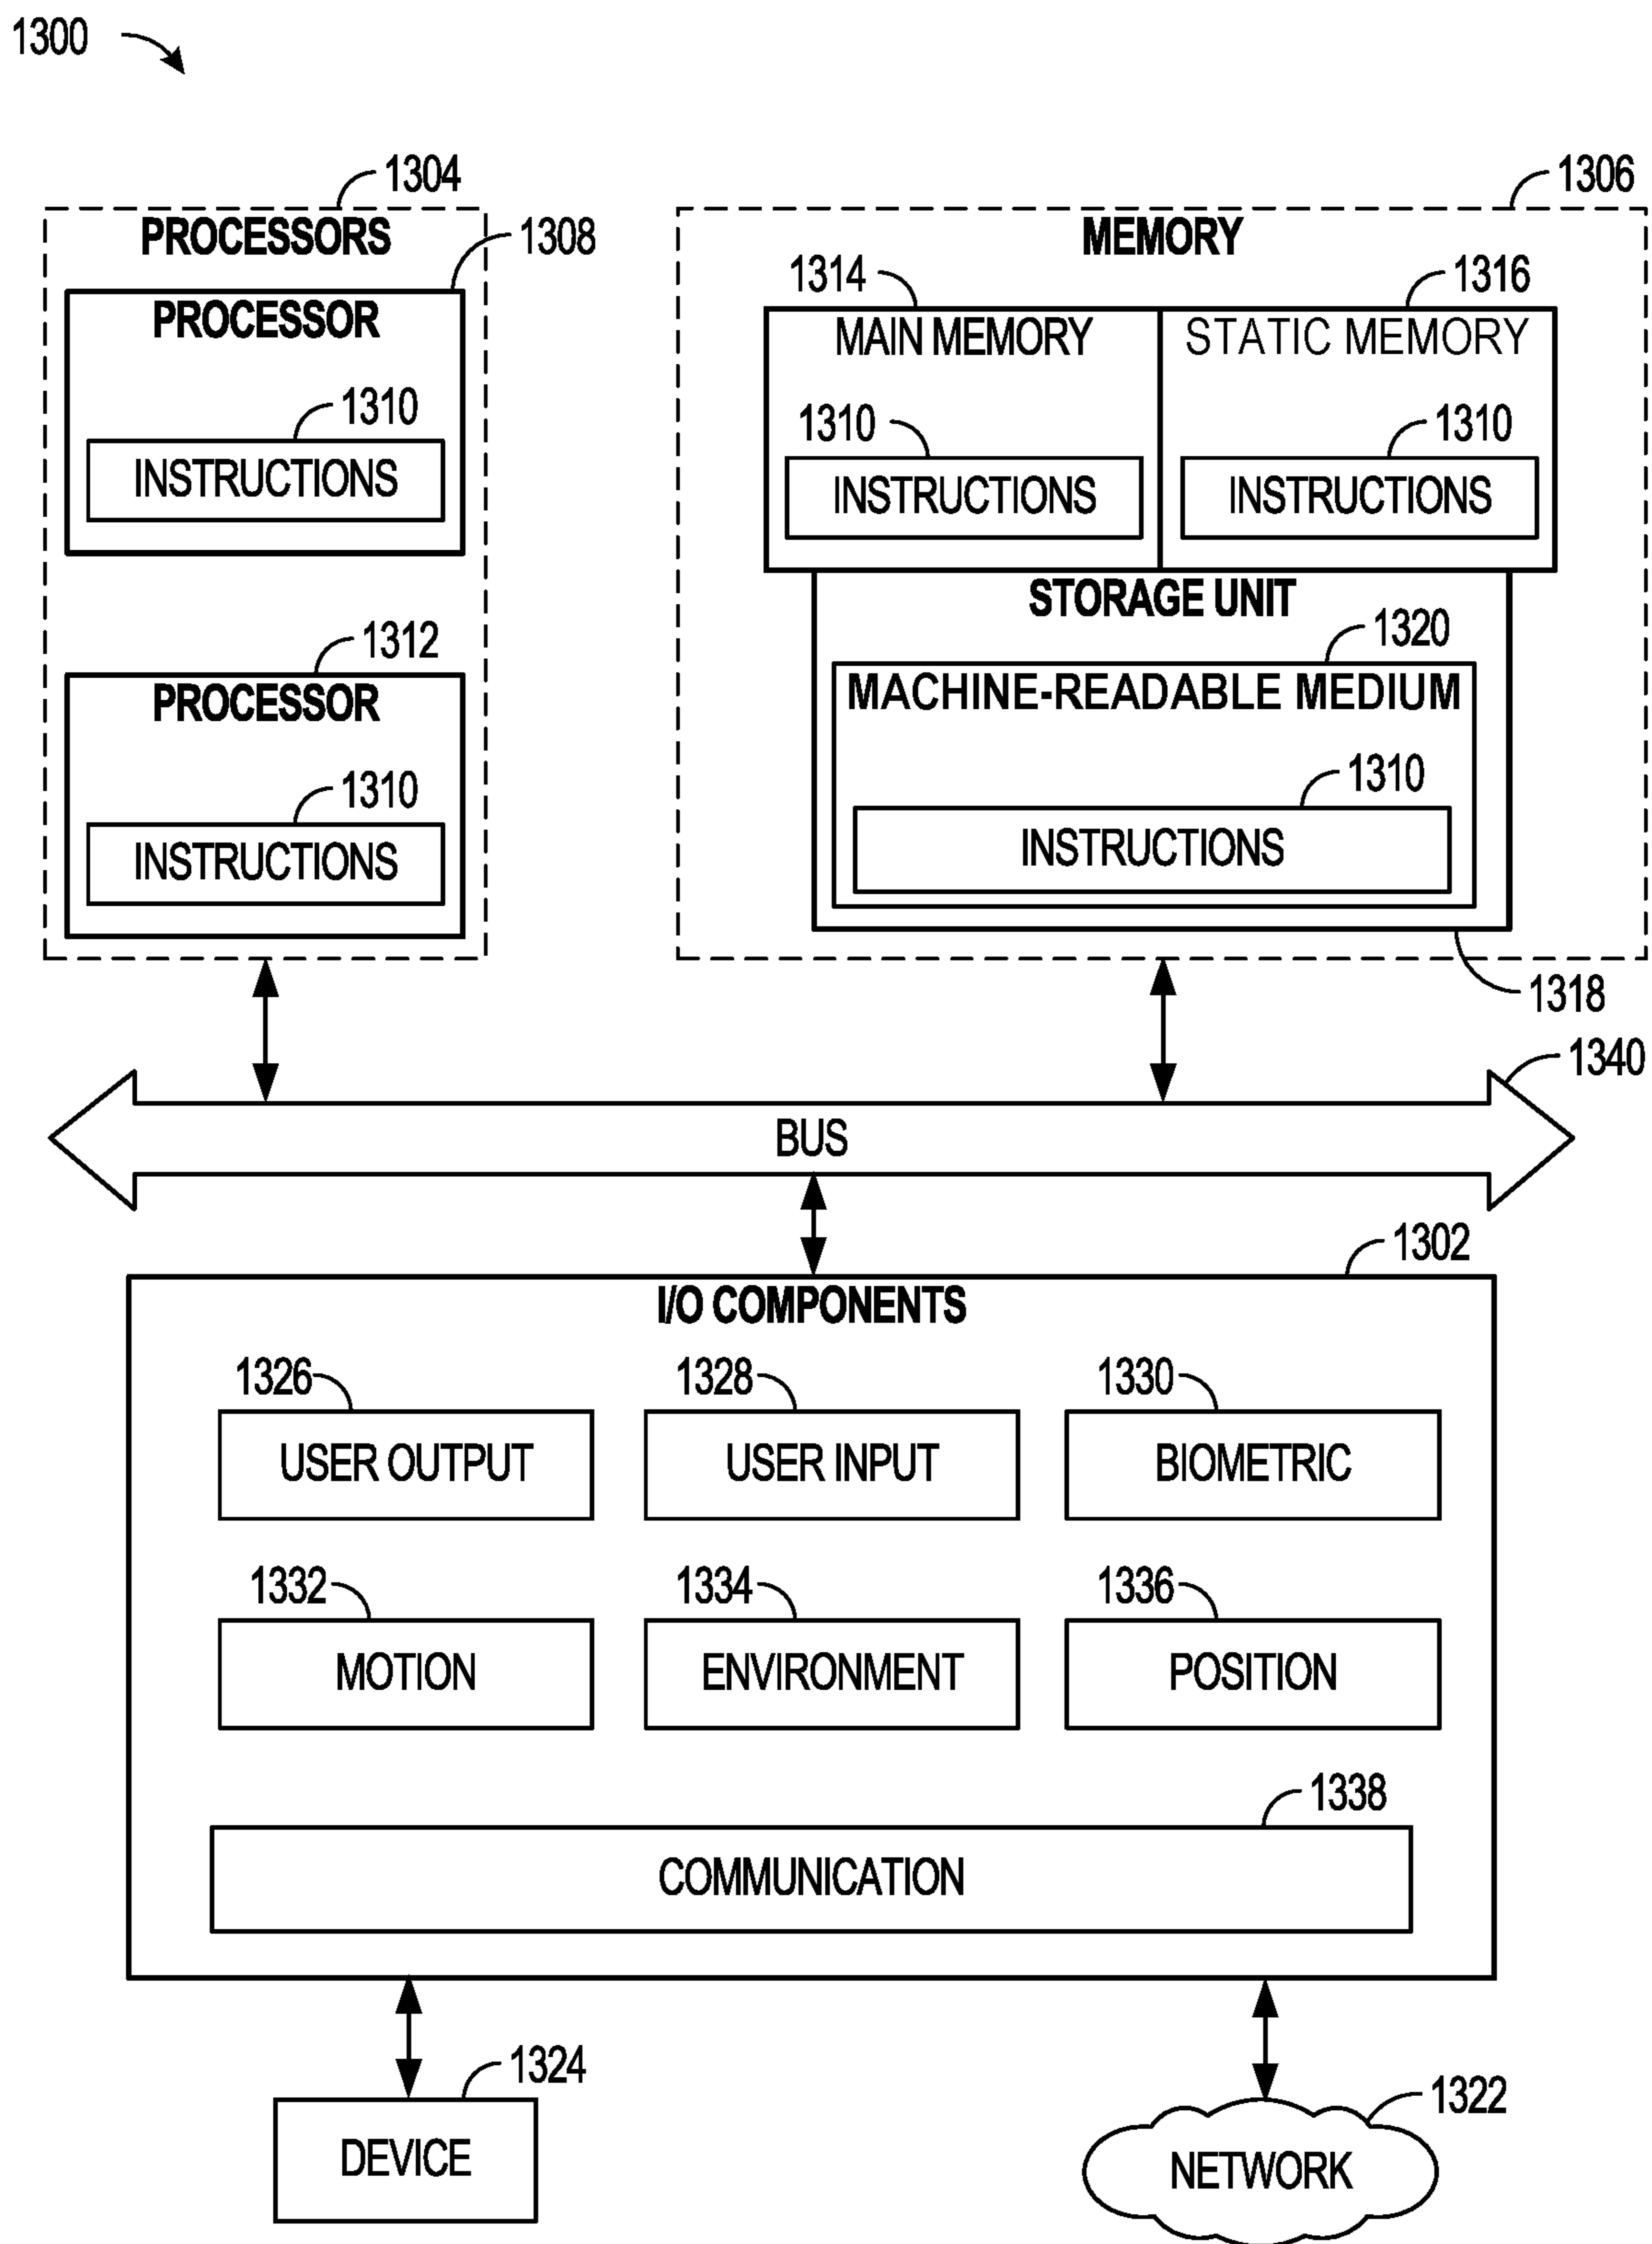 1300
1304
PROCESSORS
1308
PROCESSOR
1310
INSTRUCTIONS
1312
PROCESSOR
1310
INSTRUCTIONS
1306
MEMORY
1314
MAIN MEMORY
1310
INSTRUCTIONS
1316
STATIC MEMORY
1310
INSTRUCTIONS
STORAGE UNIT
1320
MACHINE-READABLE MEDIUM
1310
INSTRUCTIONS
1318
1340
BUS
1302
I/O COMPONENTS
1326
USER OUTPUT
1328
USER INPUT
1330
BIOMETRIC
1332
MOTION
1334
ENVIRONMENT
1336
POSITION
1338
COMMUNICATION
1324
DEVICE
1322
NETWORK